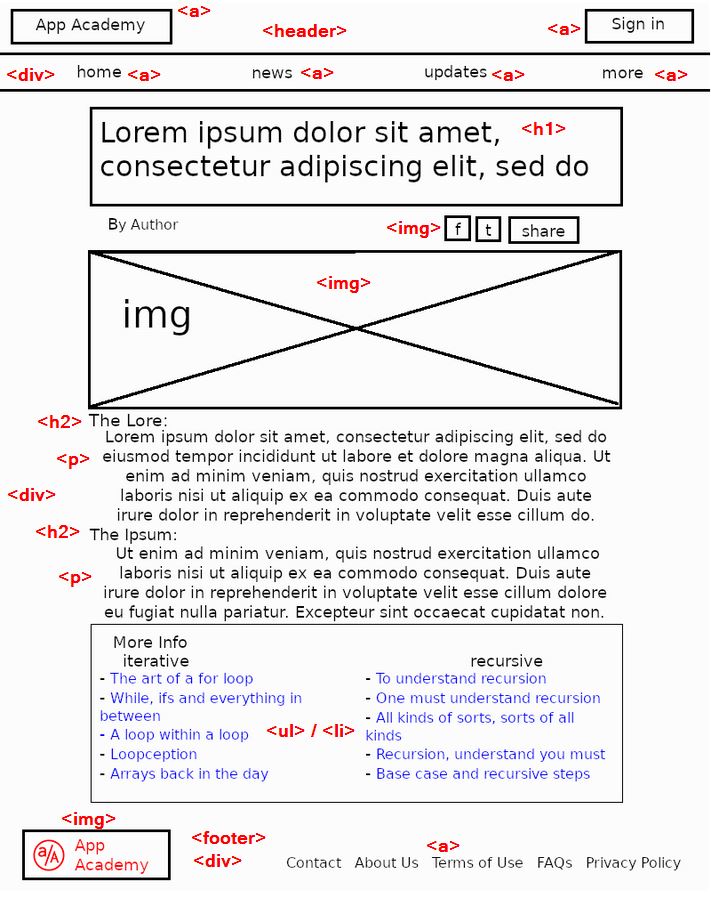 App Academy <a> <header> <a> Sign in
<div> home <a> news <a> updates <a> more <a>
Lorem ipsum dolor sit amet, <h1>
consectetur adipiscing elit, sed do
By Author <img> f t share
<img>
img
<h2> The Lore:
Lorem ipsum dolor sit amet, consectetur adipiscing elit, sed do
<p> eiusmod tempor incididunt ut labore et dolore magna aliqua. Ut
enim ad minim veniam, quis nostrud exercitation ullamco
<div> laboris nisi ut aliquip ex ea commodo consequat. Duis aute
irure dolor in reprehenderit in voluptate velit esse cillum do.
<h2> The Ipsum:
Ut enim ad minim veniam, quis nostrud exercitation ullamco
<p> laboris nisi ut aliquip ex ea commodo consequat. Duis aute
irure dolor in reprehenderit in voluptate velit esse cillum dolore
eu fugiat nulla pariatur. Excepteur sint occaecat cupidatat non.
More Info
iterative
- The art of a for loop
- While, ifs and everything in
between
- A loop within a loop
- Loopception
- Arrays back in the day
<ul> / <li>
recursive
- To understand recursion
- One must understand recursion
- All kinds of sorts, sorts of all
kinds
- Recursion, understand you must
- Base case and recursive steps
<img>
a/A App
Academy
<footer>
<div>
<a>
Contact About Us Terms of Use FAQs Privacy Policy